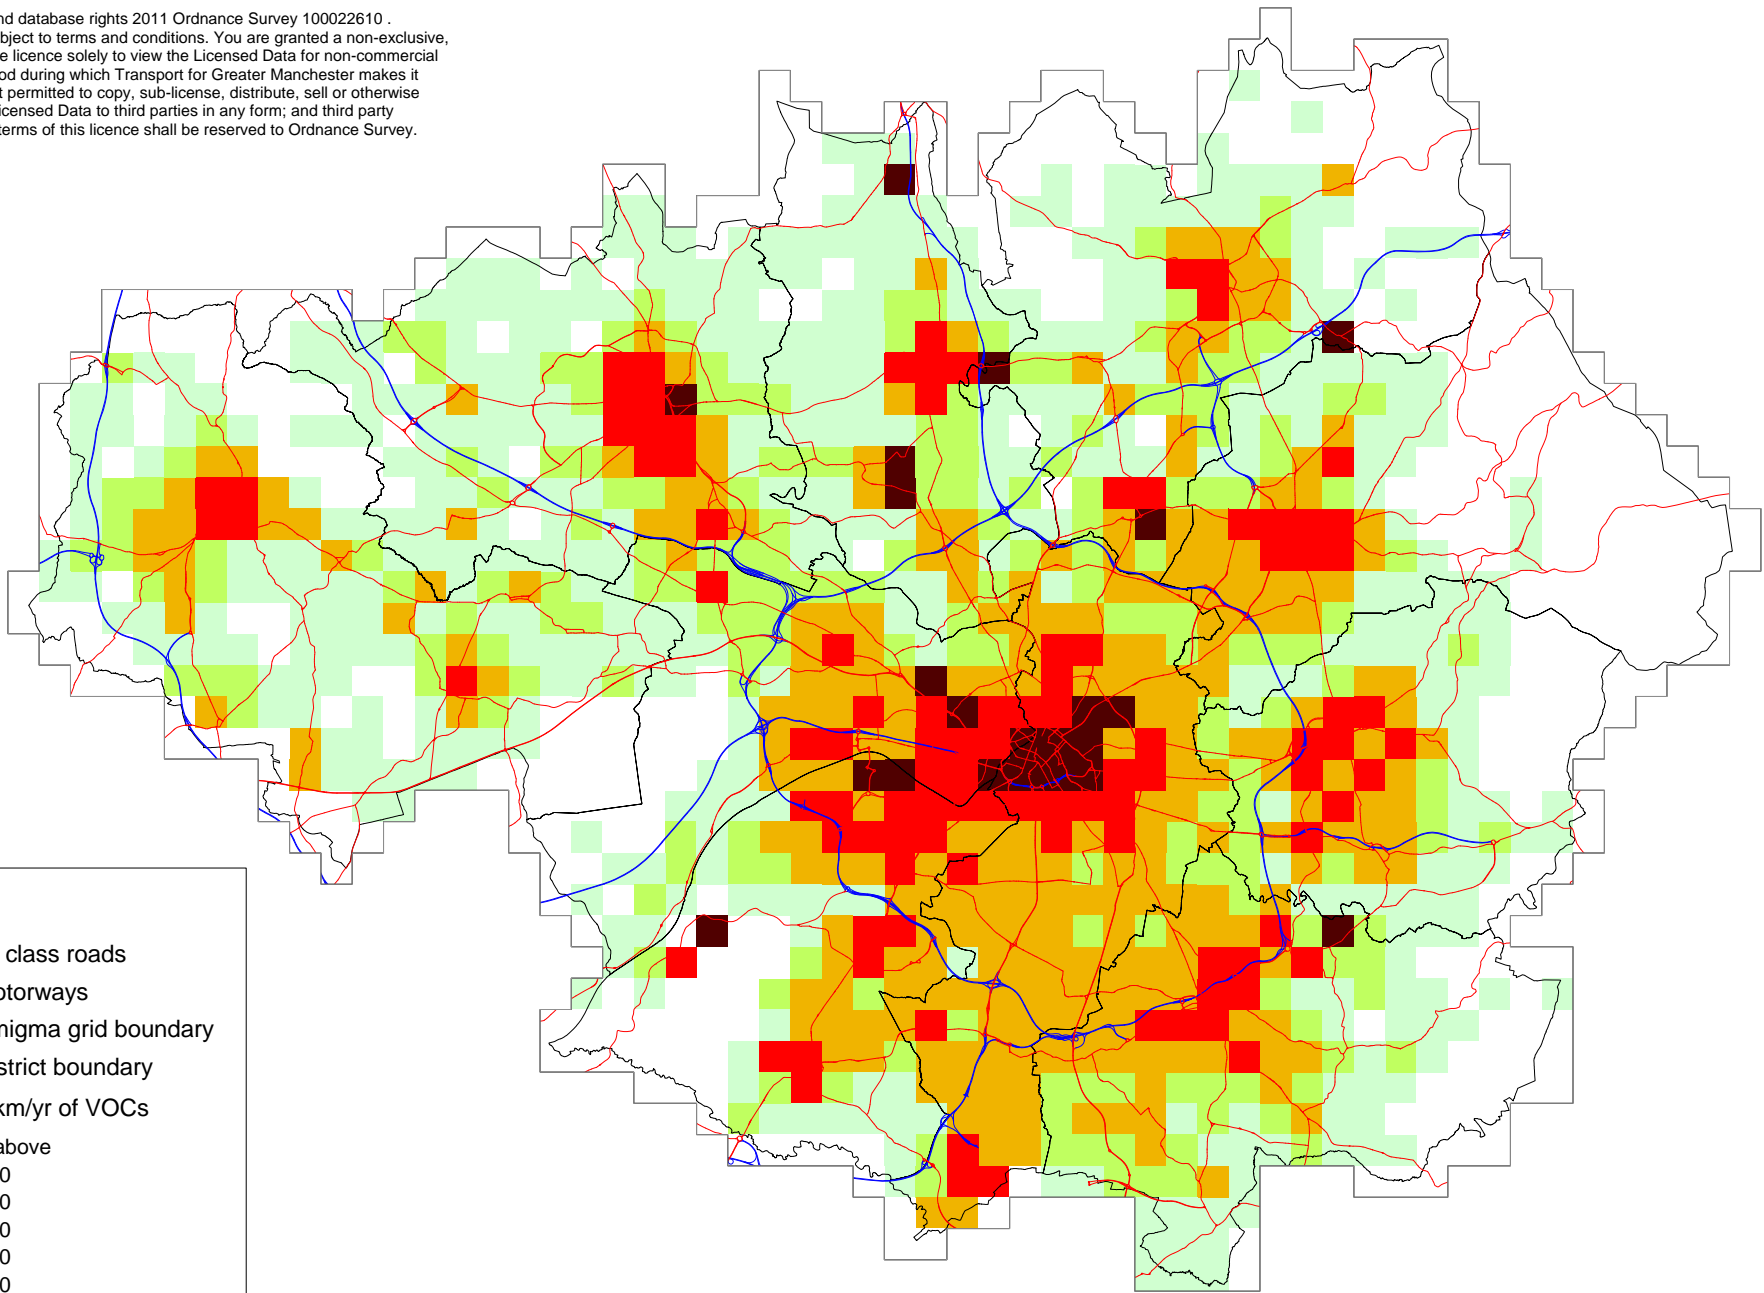 nd database rights 2011 Ordnance Survey 100022610 .
bject to terms and conditions. You are granted a non-exclusive,
e licence solely to view the Licensed Data for non-commercial
od during which Transport for Greater Manchester makes it
t permitted to copy, sub-license, distribute, sell or otherwise
icensed Data to third parties in any form; and third party
terms of this licence shall be reserved to Ordnance Survey.
class roads
otorways
nigma grid boundary
strict boundary
km/yr of VOCs
above
0
0
0
0
0